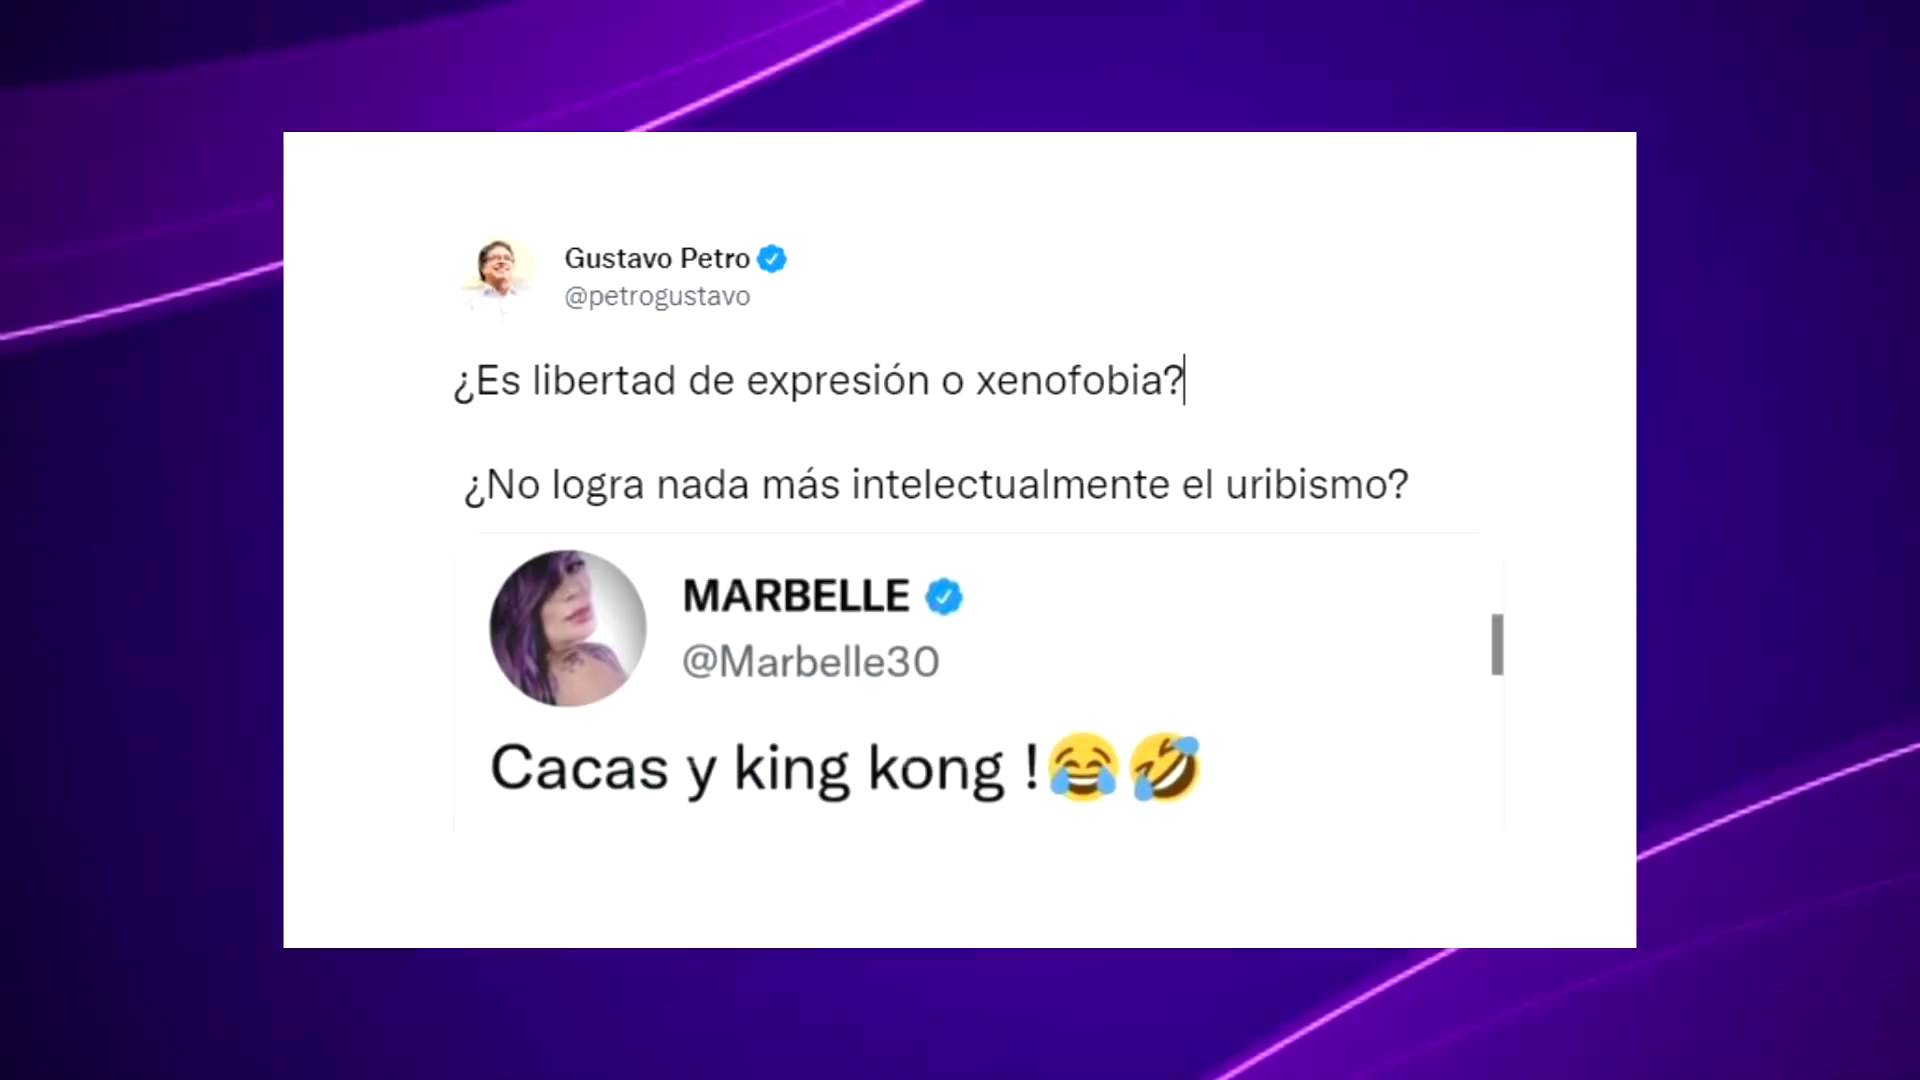 Gustavo Petro
@petrogustavo
¿Es libertad de expresión o xenofobia?
¿No logra nada más intelectualmente el uribismo?
MARBELLE
@Marbelle30
Cacas y king kong !😂🤣